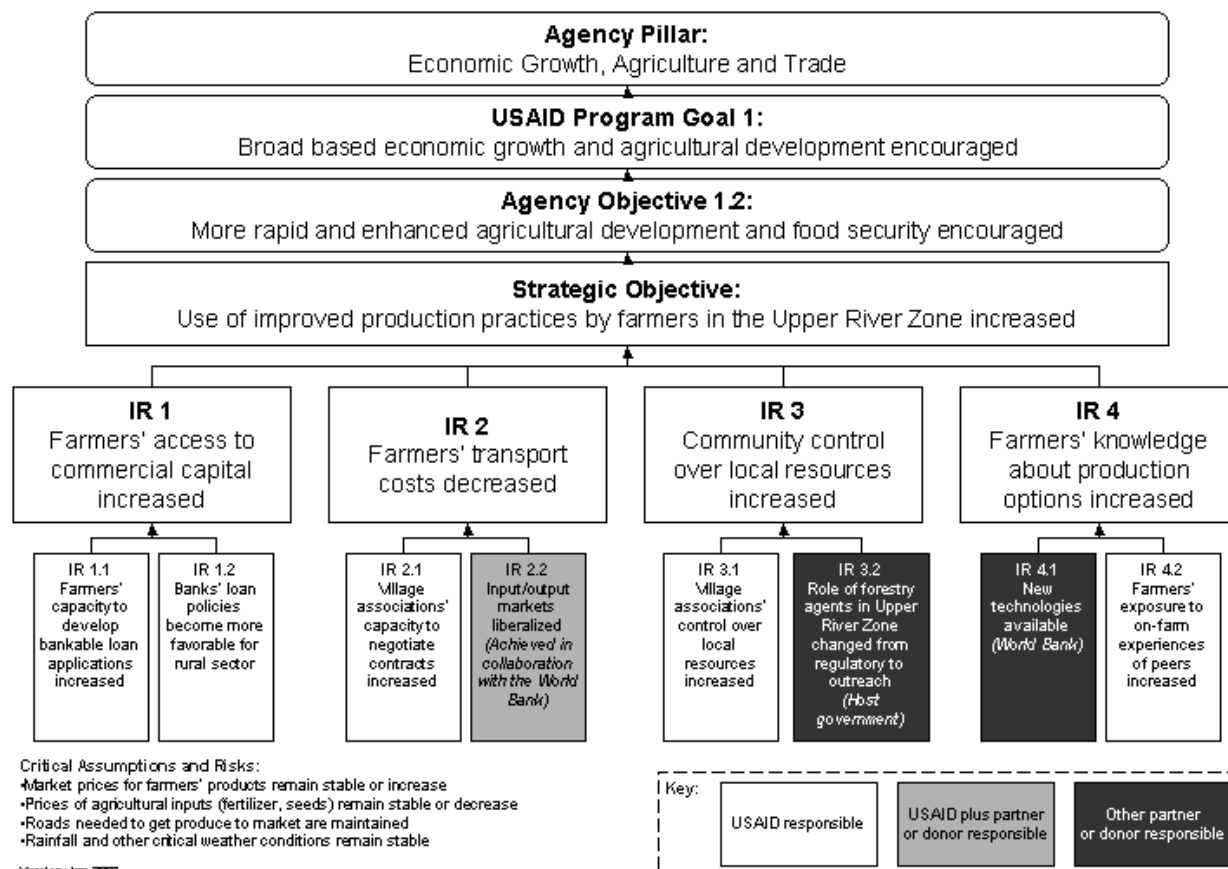 Agency Pillar:
Economic Growth, Agriculture and Trade
USAID Program Goal 1:
Broad based economic growth and agricultural development encouraged
Agency Objective 1.2:
More rapid and enhanced agricultural development and food security encouraged
Strategic Objective:
Use of improved production practices by farmers in the Upper River Zone increased
IR 1
Farmers' access to
commercial capital
increased
IR 2
Farmers' transport
costs decreased
IR 3
Community control
over local resources
increased
IR 4
Farmers' knowledge
about production
options increased
IR 1.1
Farmers'
capacity to
develop
bankable loan
applications
increased
IR 1.2
Banks' loan
policies
become more
favorable for
rural sector
IR 2.1
Village
associations'
capacity to
negotiate
contracts
increased
IR 2.2
Input/output
markets
liberalized
(Achieved in
collaboration
with the World
Bank)
IR 3.1
Village
associations'
control over
local
resources
increased
IR 3.2
Role of forestry
agents in Upper
River Zone
changed from
regulatory to
outreach
(Host
government)
IR 4.1
New
technologies
available
(World Bank)
IR 4.2
Farmers'
exposure to
on-farm
experiences
of peers
increased
Critical Assumptions and Risks:
•Market prices for farmers' products remain stable or increase
•Prices of agricultural inputs (fertilizer, seeds) remain stable or decrease
•Roads needed to get produce to market are maintained
•Rainfall and other critical weather conditions remain stable
Key:
USAID responsible
USAID plus partner
or donor responsible
Other partner
or donor responsible